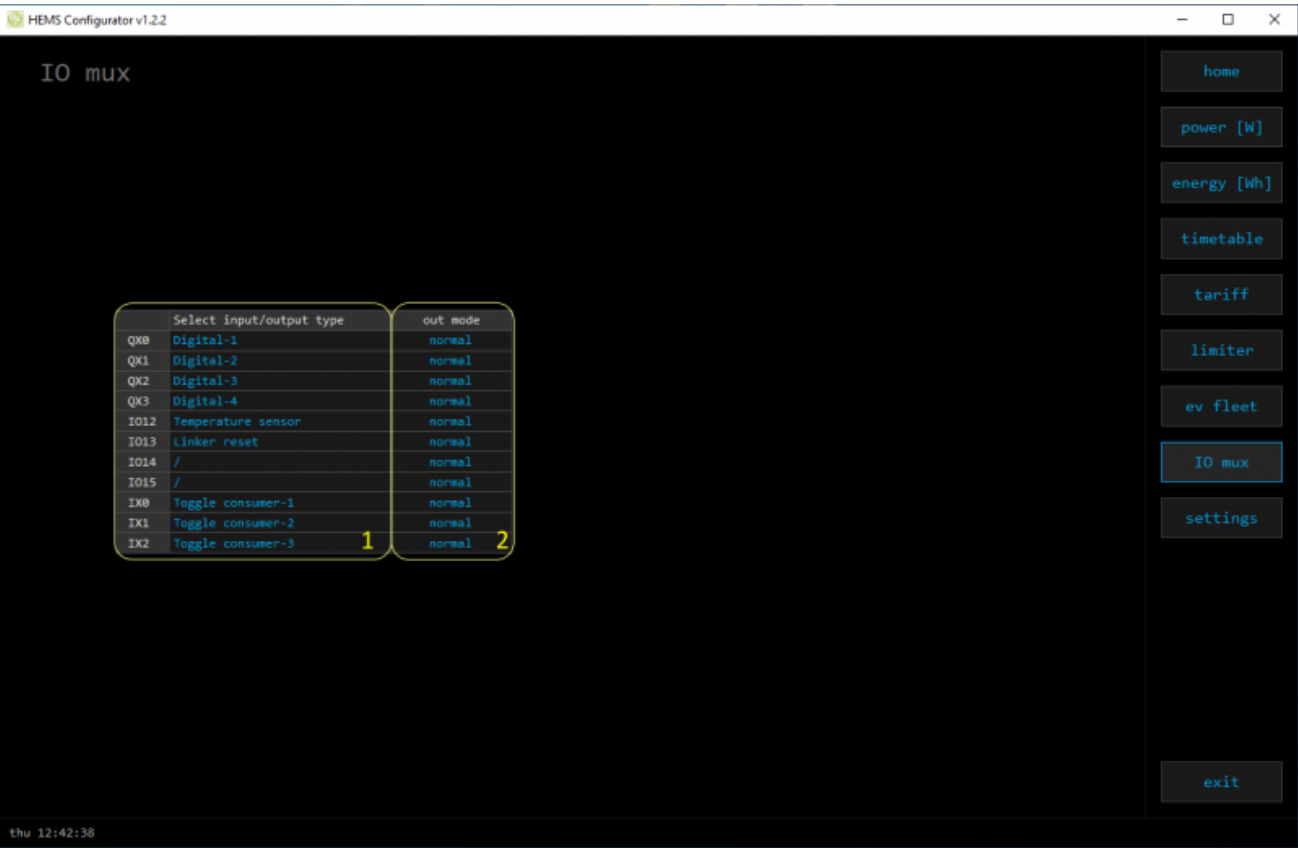 HEMS Configurator v1.2.2
IO mux
home
power [W]
energy [Wh]
timetable
tariff
limiter
ev fleet
IO mux
settings
exit
Select input/output type out mode
QX0 Digital-1 normal
QX1 Digital-2 normal
QX2 Digital-3 normal
QX3 Digital-4 normal
IO12 Temperature sensor normal
IO13 Linker reset normal
IO14 / normal
IO15 / normal
IX0 Toggle consumer-1 normal
IX1 Toggle consumer-2 normal
IX2 Toggle consumer-3 1 normal 2
thu 12:42:38